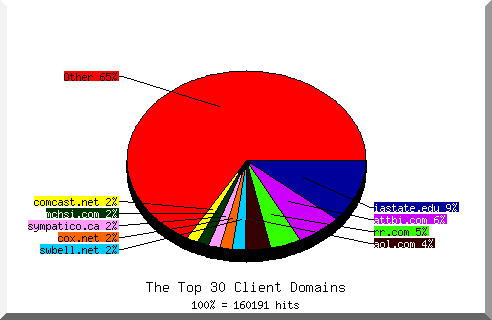 Other 65%
comcast.net 2%
mchsi.com 2%
sympatico.ca 2%
cox.net 2%
swbell.net 2%
iastate.edu 9%
attbi.com 6%
rr.com 5%
aol.com 4%
The Top 30 Client Domains
100% = 160191 hits